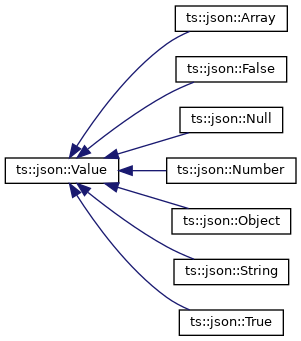 ts::json::Array
ts::json::False
ts::json::Null
ts::json::Value
ts::json::Number
ts::json::Object
ts::json::String
ts::json::True